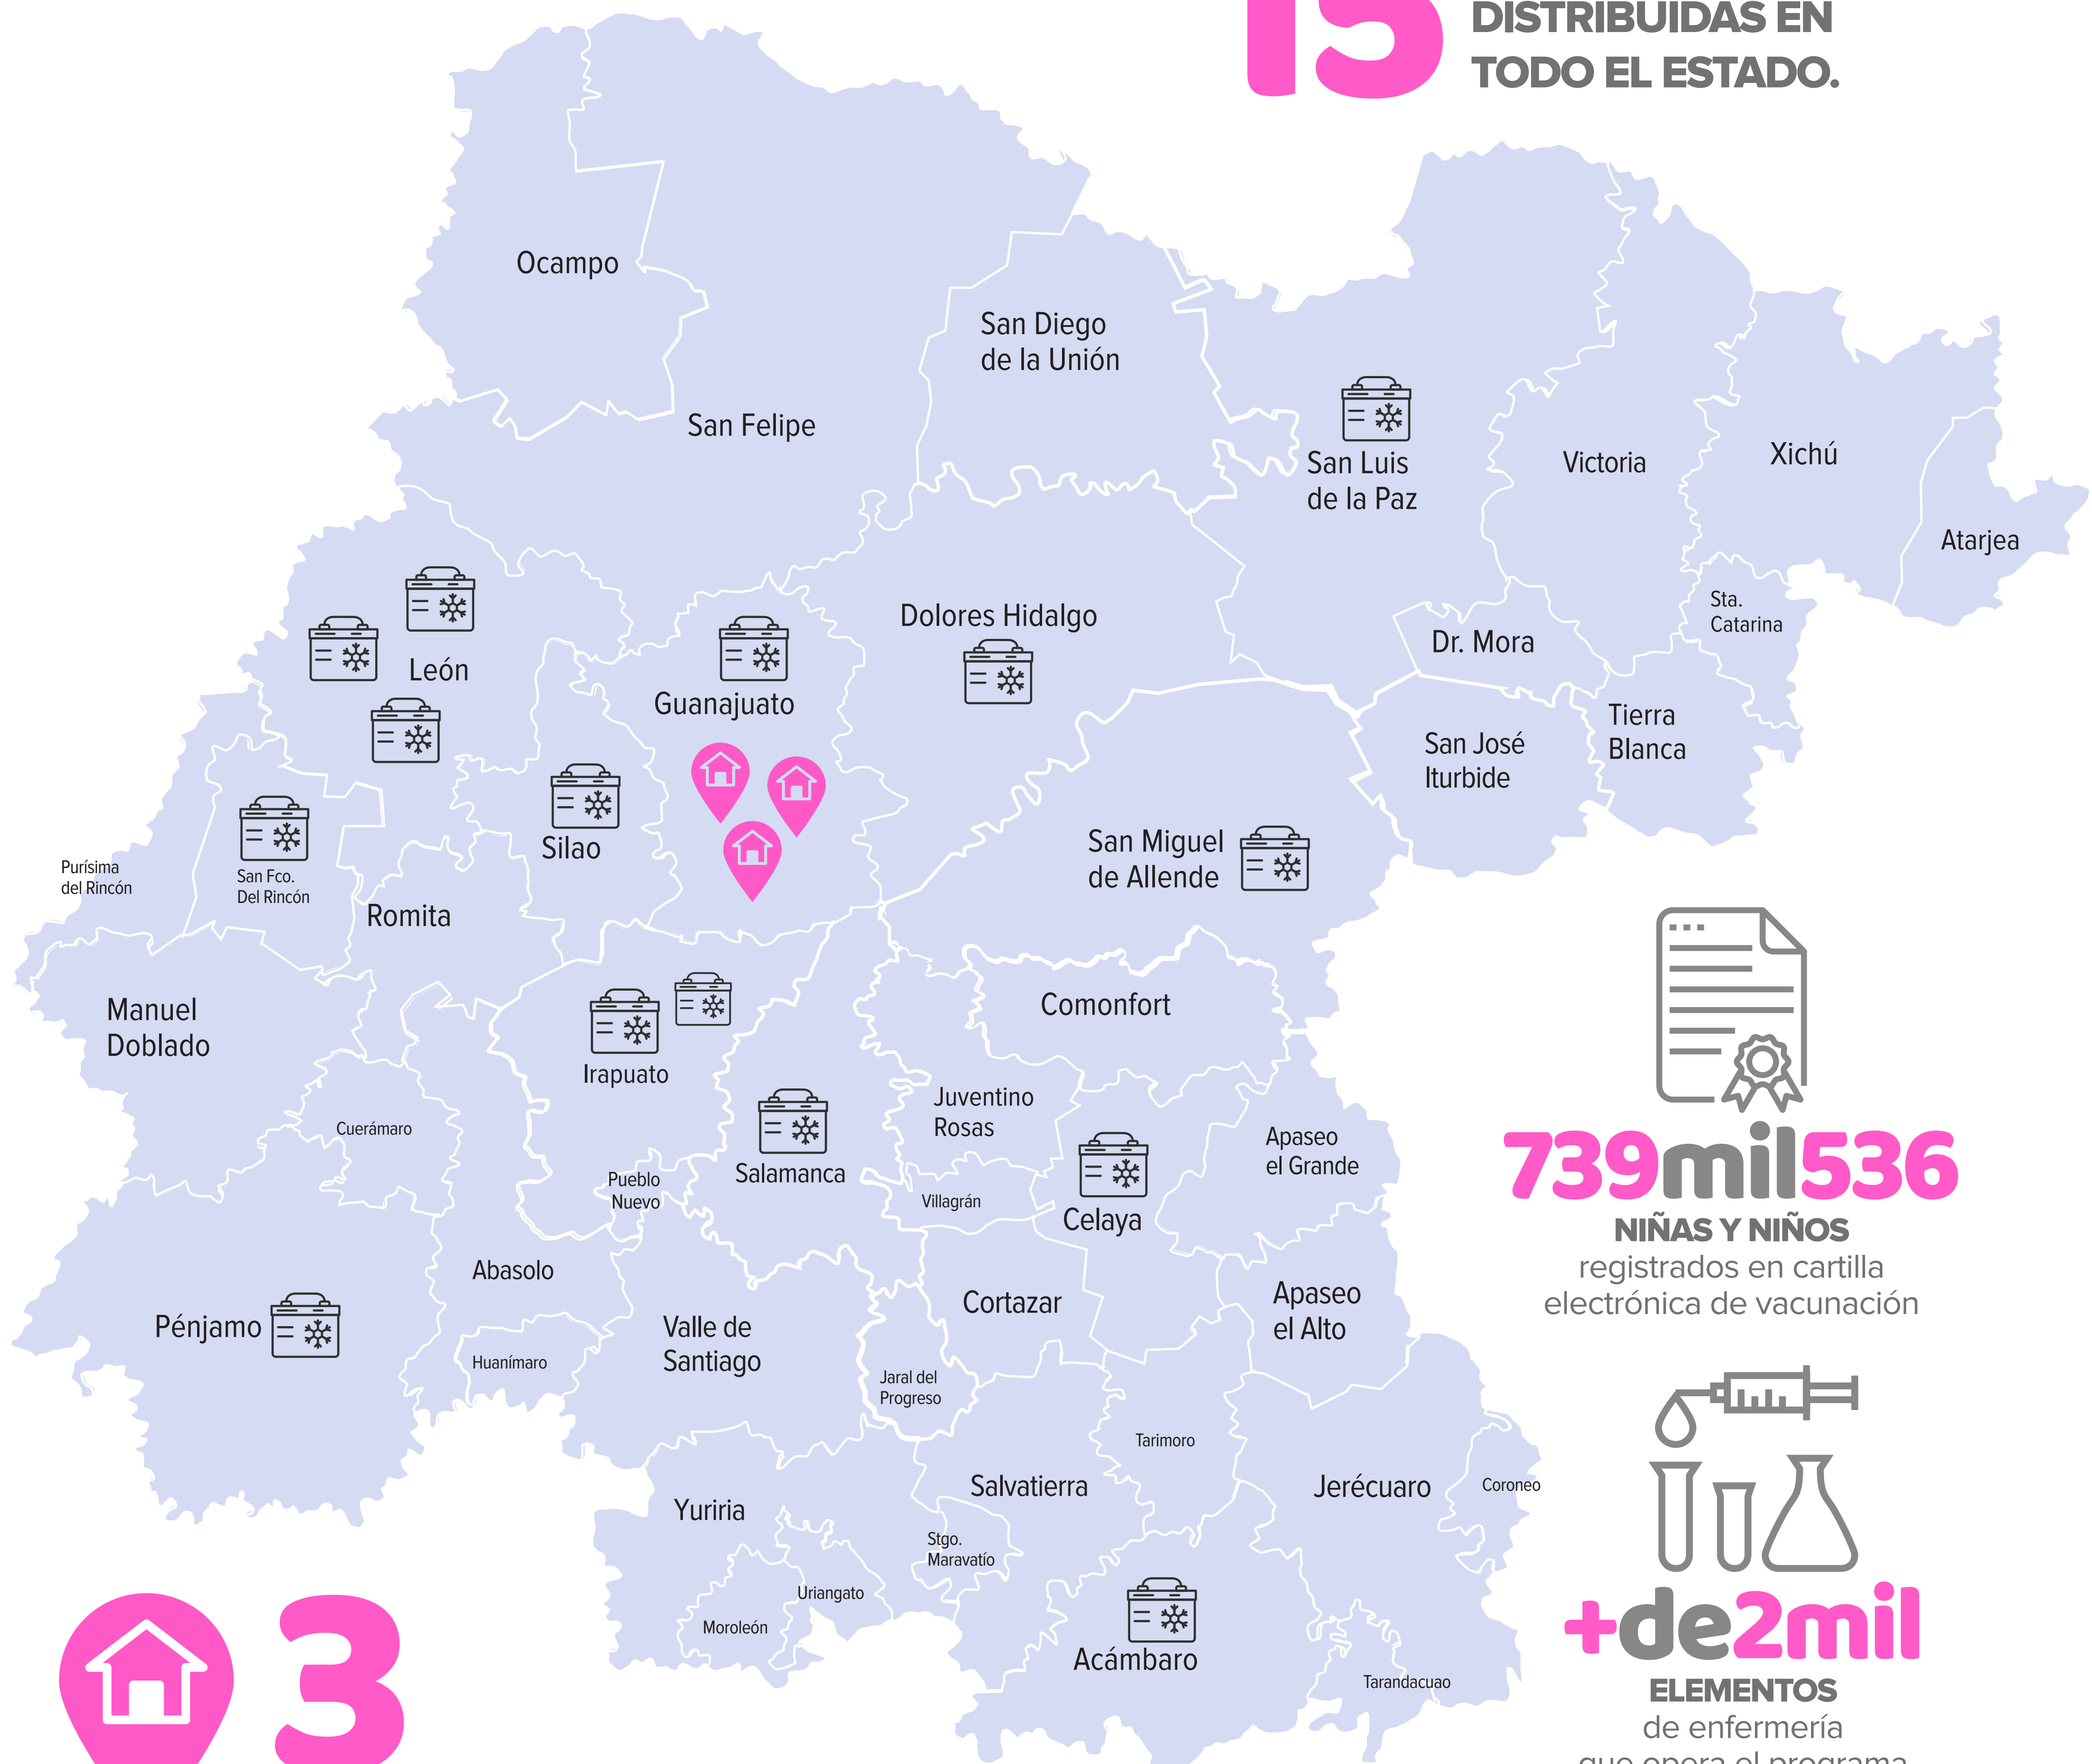 15
DISTRIBUIDAS EN
TODO EL ESTADO.
Ocampo
San Diego
de la Unión
San Felipe
San Luis
de la Paz
Victoria
Xichú
Atarjea
Sta.
Catarina
León
Guanajuato
Dolores Hidalgo
Dr. Mora
Tierra
Blanca
San José
Iturbide
Silao
San Miguel
de Allende
Purísima
del Rincón
San Fco.
Del Rincón
Romita
Manuel
Doblado
Comonfort
Irapuato
Cuerámaro
Juventino
Rosas
Apaseo
el Grande
Pueblo
Nuevo
Salamanca
Villagrán
Celaya
Abasolo
Pénjamo
Huanímaro
Valle de
Santiago
Cortazar
Apaseo
el Alto
Jaral del
Progreso
Tarimoro
Salvatierra
Jerécuaro
Coroneo
Yuriria
Stgo.
Maravatío
Uriangato
Moroleón
Acámbaro
Tarandacuao
739mil536
NIÑAS Y NIÑOS
registrados en cartilla
electrónica de vacunación
+de2mil
ELEMENTOS
de enfermería
que opera el programa
3